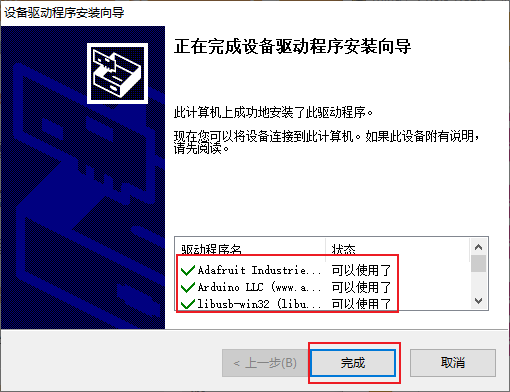 设备驱动程序安装向导
正在完成设备驱动程序安装向导
此计算机上成功地安装了此驱动程序。
现在您可以将设备连接到此计算机。如果此设备附有说明，
请先阅读。
驱动程序名 状态
Adafruit Industrie... 可以使用了
Arduino LLC (www.a... 可以使用了
libusb-win32 (libu... 可以使用了
< 上一步(B) 完成 取消